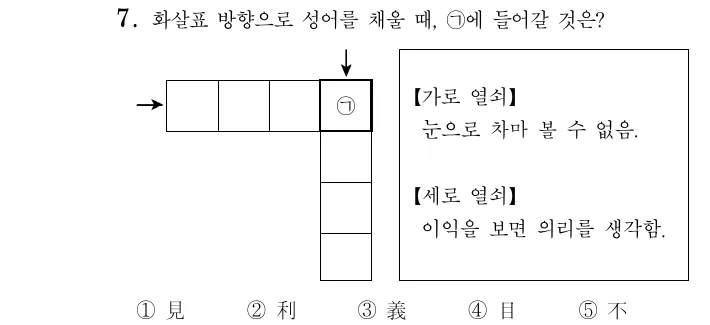 7. 화살표 방향으로 성어를 채울 때, ㉠에 들어갈 것은?
㉠
【가로 열쇠】
눈으로 차마 볼 수 없음.
【세로 열쇠】
이익을 보면 의리를 생각함.
① 見 ② 利 ③ 義 ④ 目 ⑤ 不